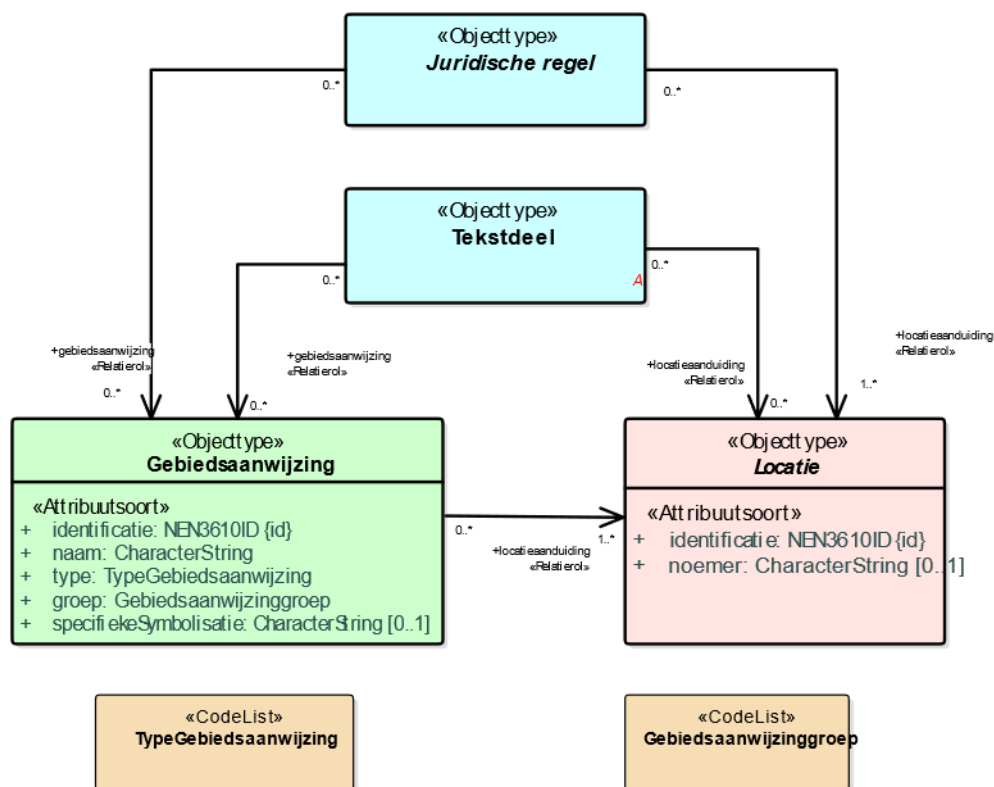 «Objecttype»
Juridische regel
0..*
0..*
«Objecttype»
Tekstdeel
A
0..*
0..*
+gebiedsaanwijzing
«Relatierol»
0..*
+gebiedsaanwijzing
«Relatierol»
0..*
+locatieaanduiding
«Relatierol»
0..*
+locatieaanduiding
«Relatierol»
1..*
«Objecttype»
Gebiedsaanwijzing
«Attribuutsoort»
+ identificatie: NEN3610ID {id}
+ naam: CharacterString
+ type: TypeGebiedsaanwijzing
+ groep: Gebiedsaanwijzinggroep
+ specifiekeSymbolisatie: CharacterString [0..1]
0..*
+locatieaanduiding
«Relatierol»
1..*
«Objecttype»
Locatie
«Attribuutsoort»
+ identificatie: NEN3610ID {id}
+ noemer: CharacterString [0..1]
«CodeList»
TypeGebiedsaanwijzing
«CodeList»
Gebiedsaanwijzinggroep